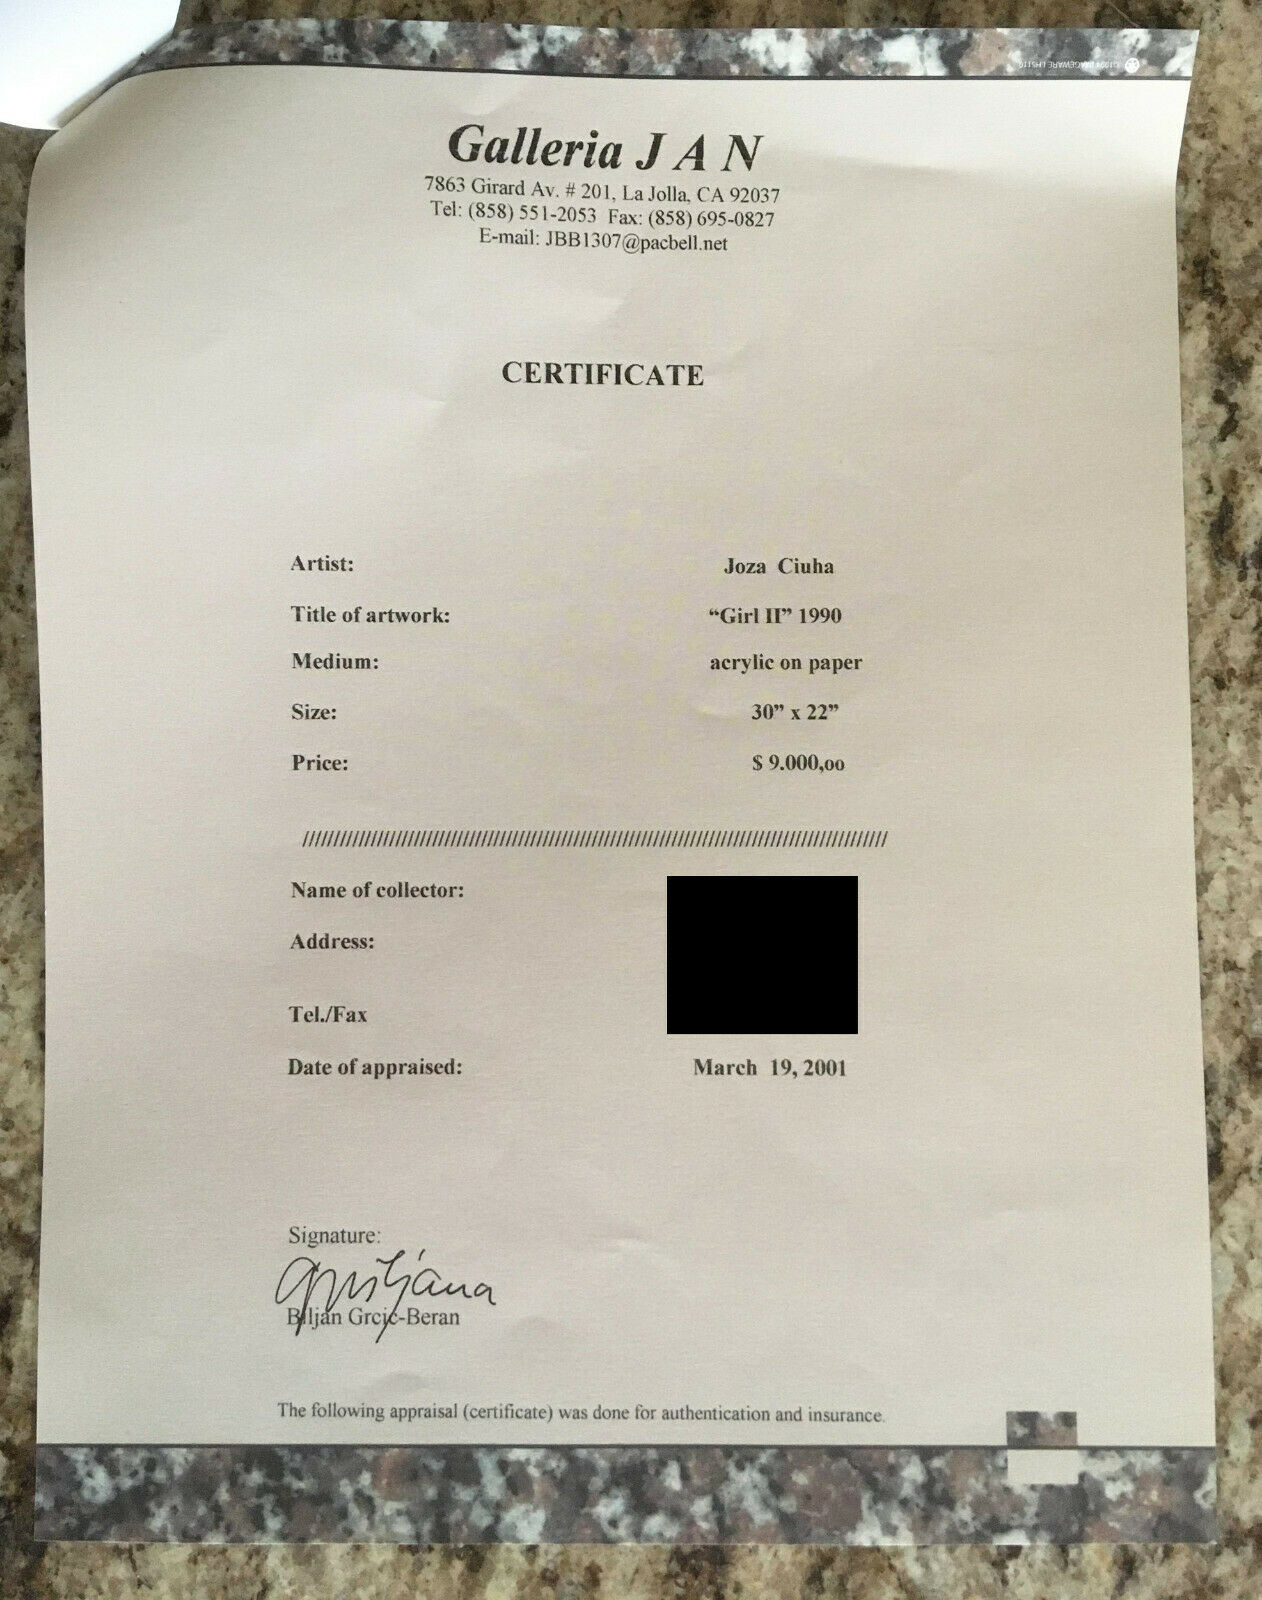 Galleria J A N
7863 Girard Av. # 201, La Jolla, CA 92037
Tel: (858) 551-2053 Fax: (858) 695-0827
E-mail: JBB1307@pacbell.net
CERTIFICATE
Artist: Joza Ciuha
Title of artwork: “Girl II” 1990
Medium: acrylic on paper
Size: 30” x 22”
Price: $ 9.000,oo
////////////////////////////////////////////////////////////////////////////////////////////////
Name of collector:
Address:
Tel./Fax
Date of appraised: March 19, 2001
Signature:
Biljan Grcic-Beran
The following appraisal (certificate) was done for authentication and insurance.